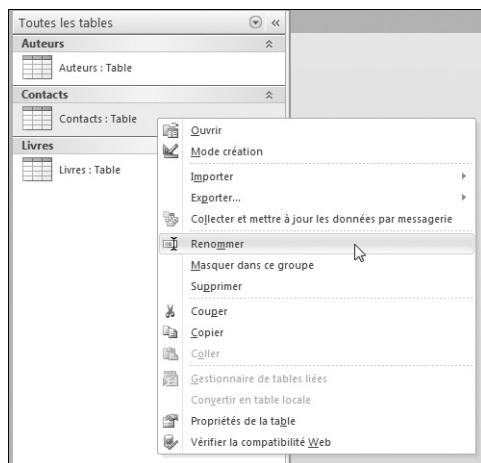 Toutes les tables
Auteurs
Auteurs : Table
Contacts
Contacts : Table
Livres
Livres : Table
Ouvrir
Mode création
Importer
Exporter...
Collecter et mettre à jour les données par messagerie
Renommer
Masquer dans ce groupe
Supprimer
Couper
Copier
Coller
Gestionnaire de tables liées
Convertir en table locale
Propriétés de la table
Vérifier la compatibilité Web